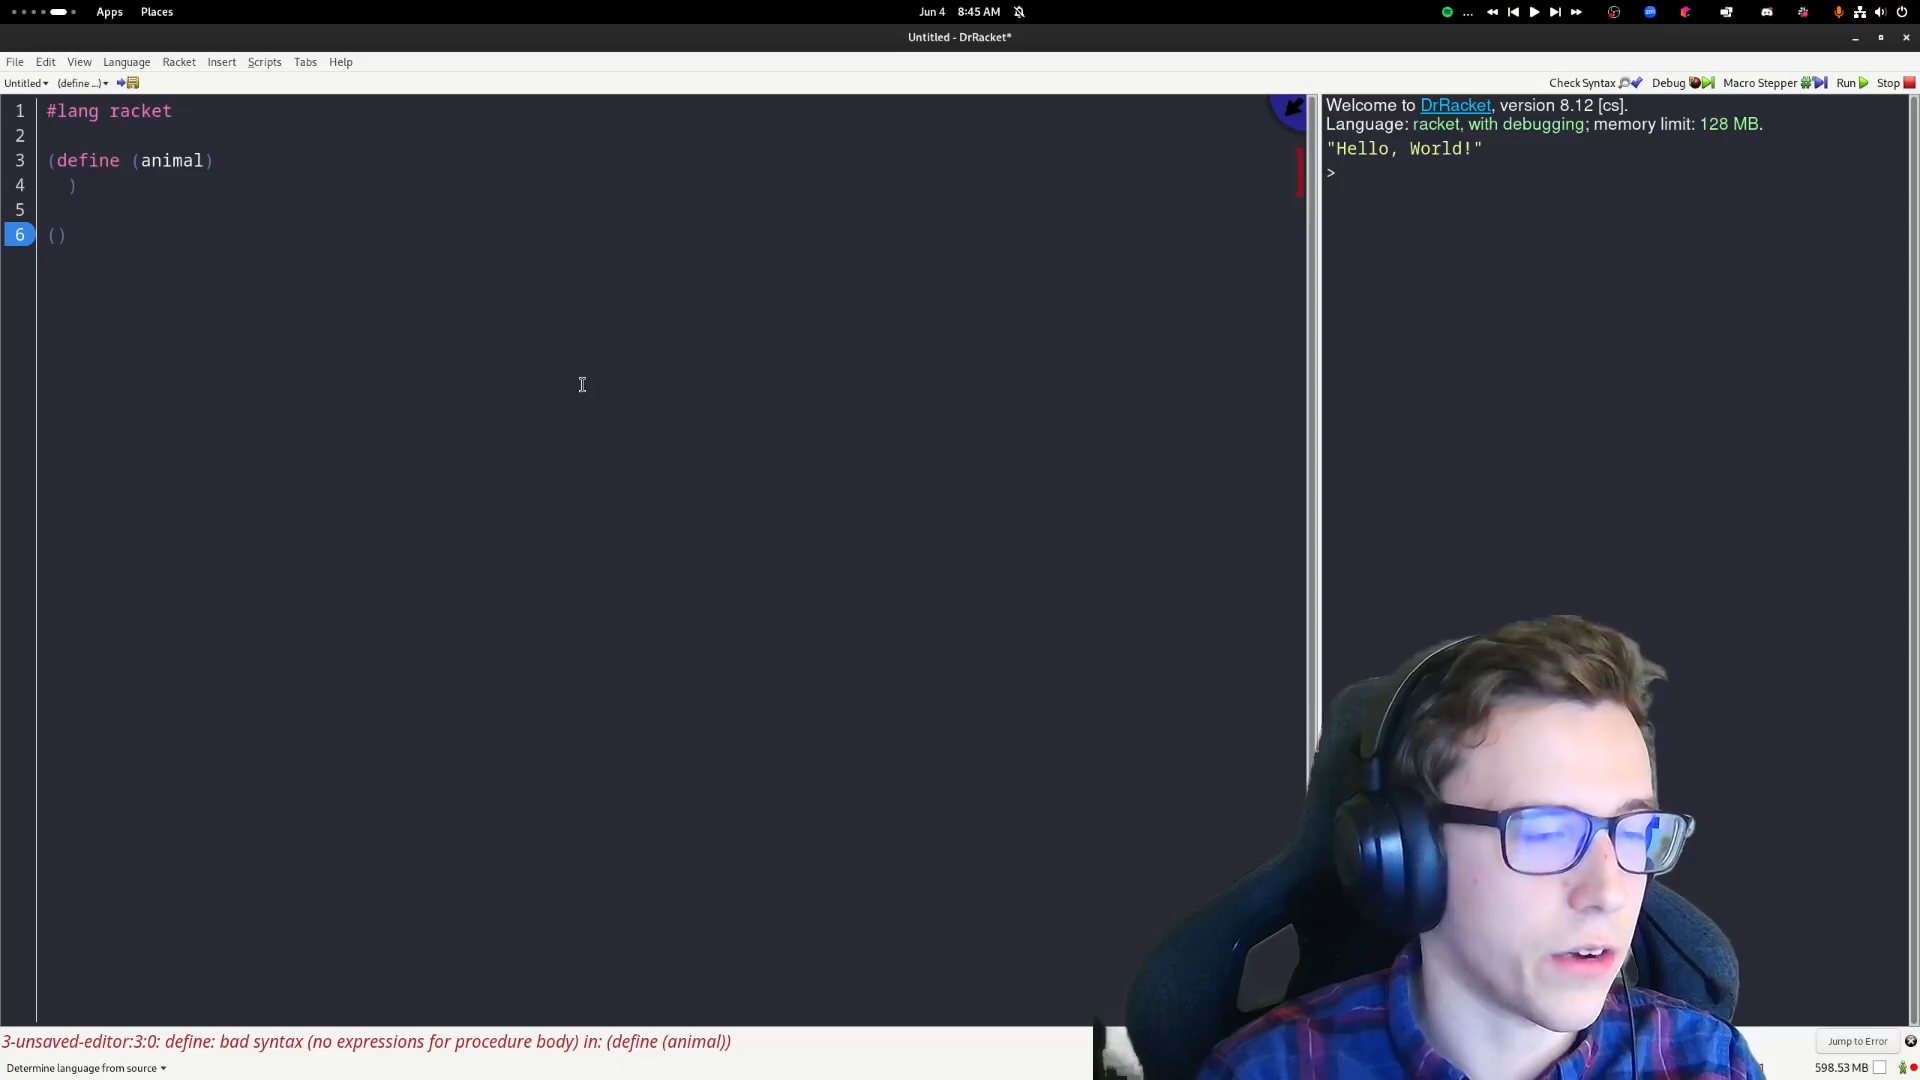 Apps Places Jun 4 8:45 AM ...
Untitled - DrRacket*
File Edit View Language Racket Insert Scripts Tabs Help
Untitled (define ...) Check Syntax Debug Macro Stepper Run Stop
1 #lang racket
2
3 (define (animal)
4 )
5
6 ()
Welcome to DrRacket, version 8.12 [cs].
Language: racket, with debugging; memory limit: 128 MB.
"Hello, World!"
>
3-unsaved-editor:3:0: define: bad syntax (no expressions for procedure body) in: (define (animal))
Jump to Error
Determine language from source
598.53 MB